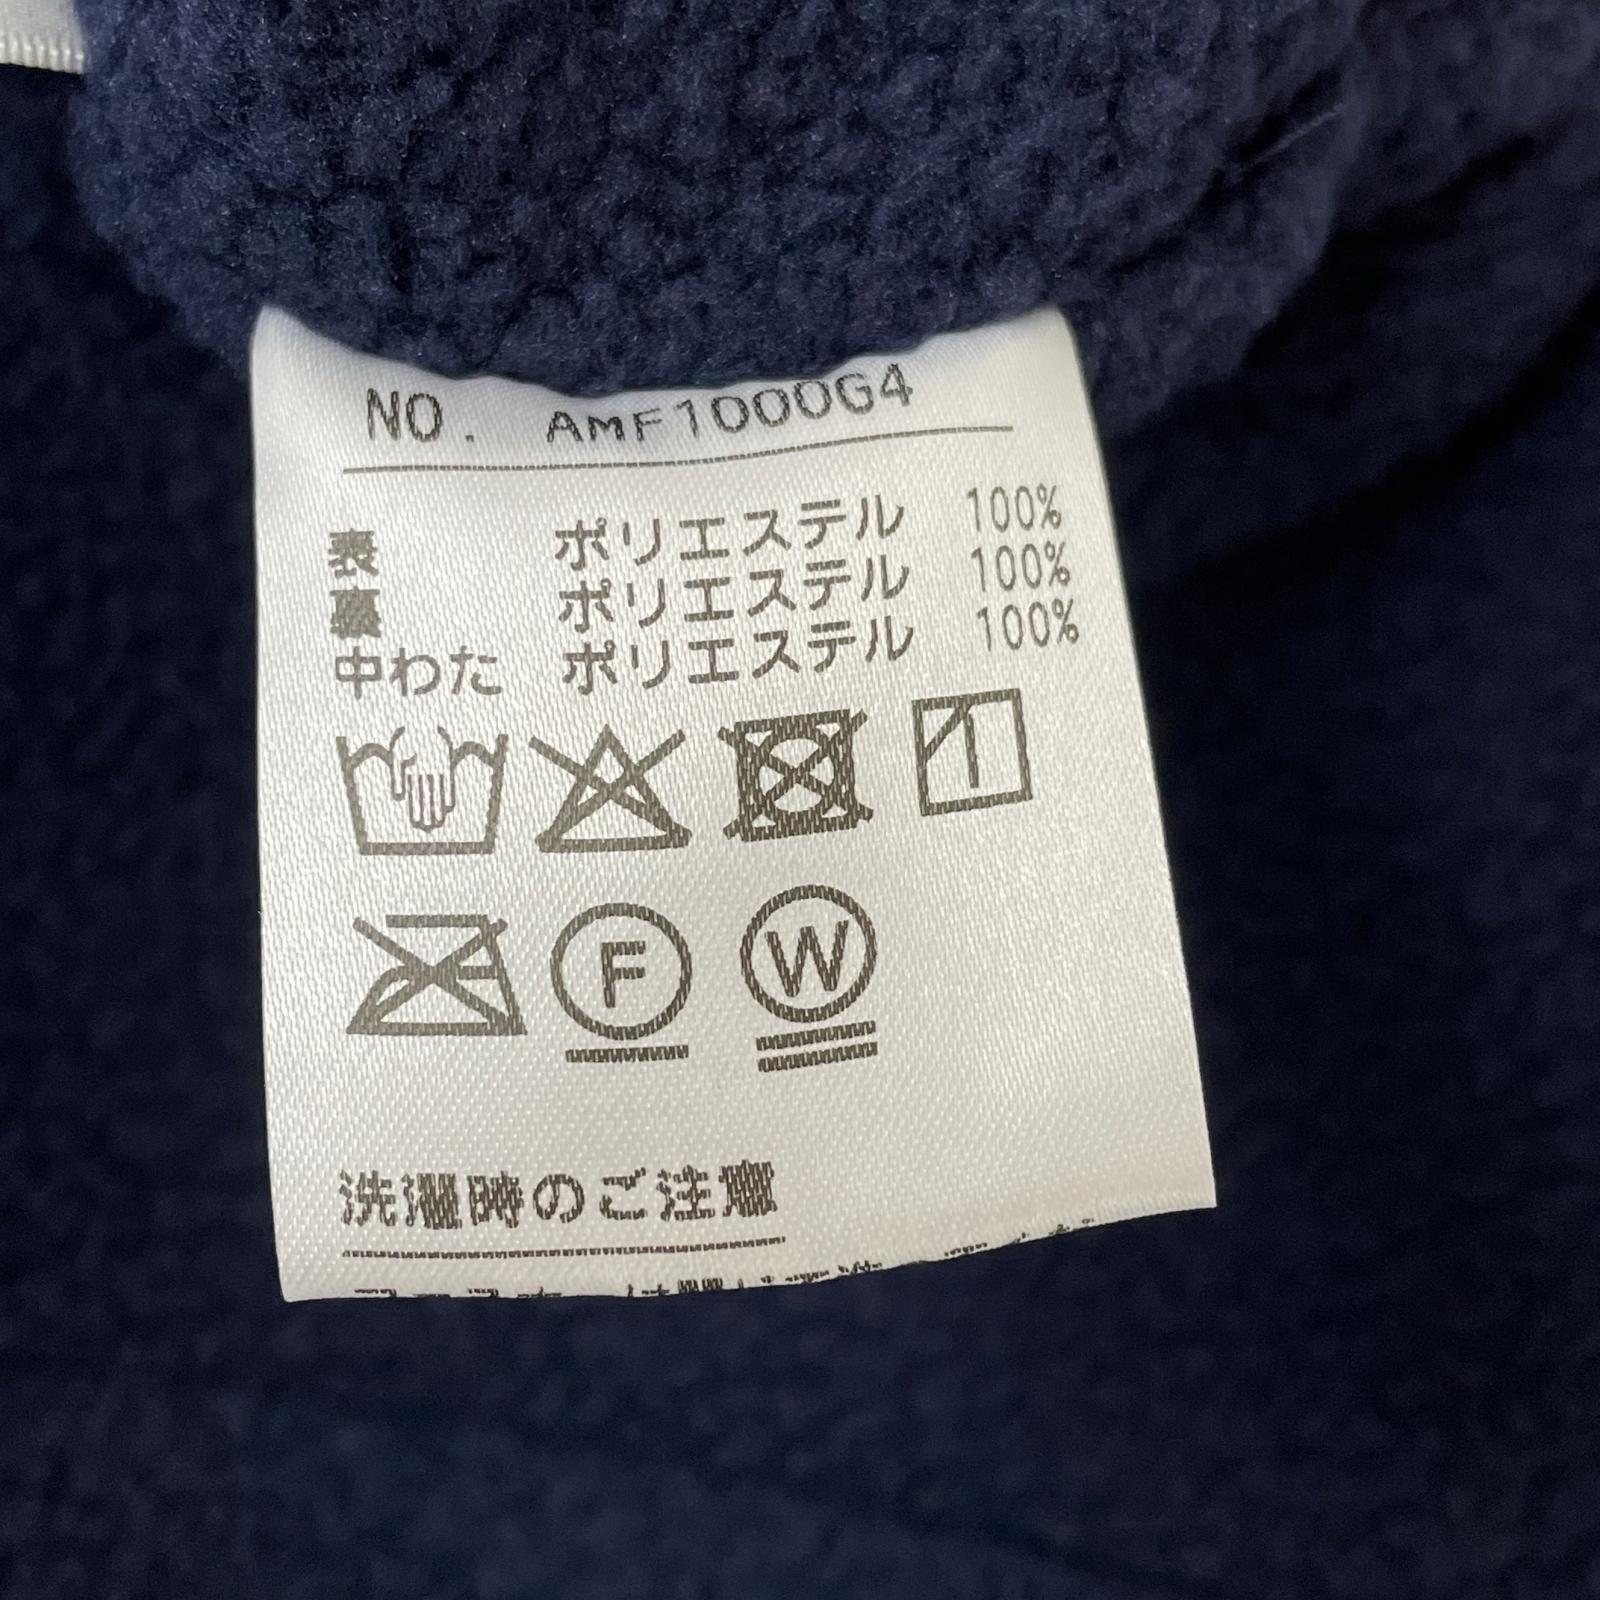 NO. AMF1000G4
表 ポリエステル 100%
裏 ポリエステル 100%
中わた ポリエステル 100%
F W
洗濯時のご注意